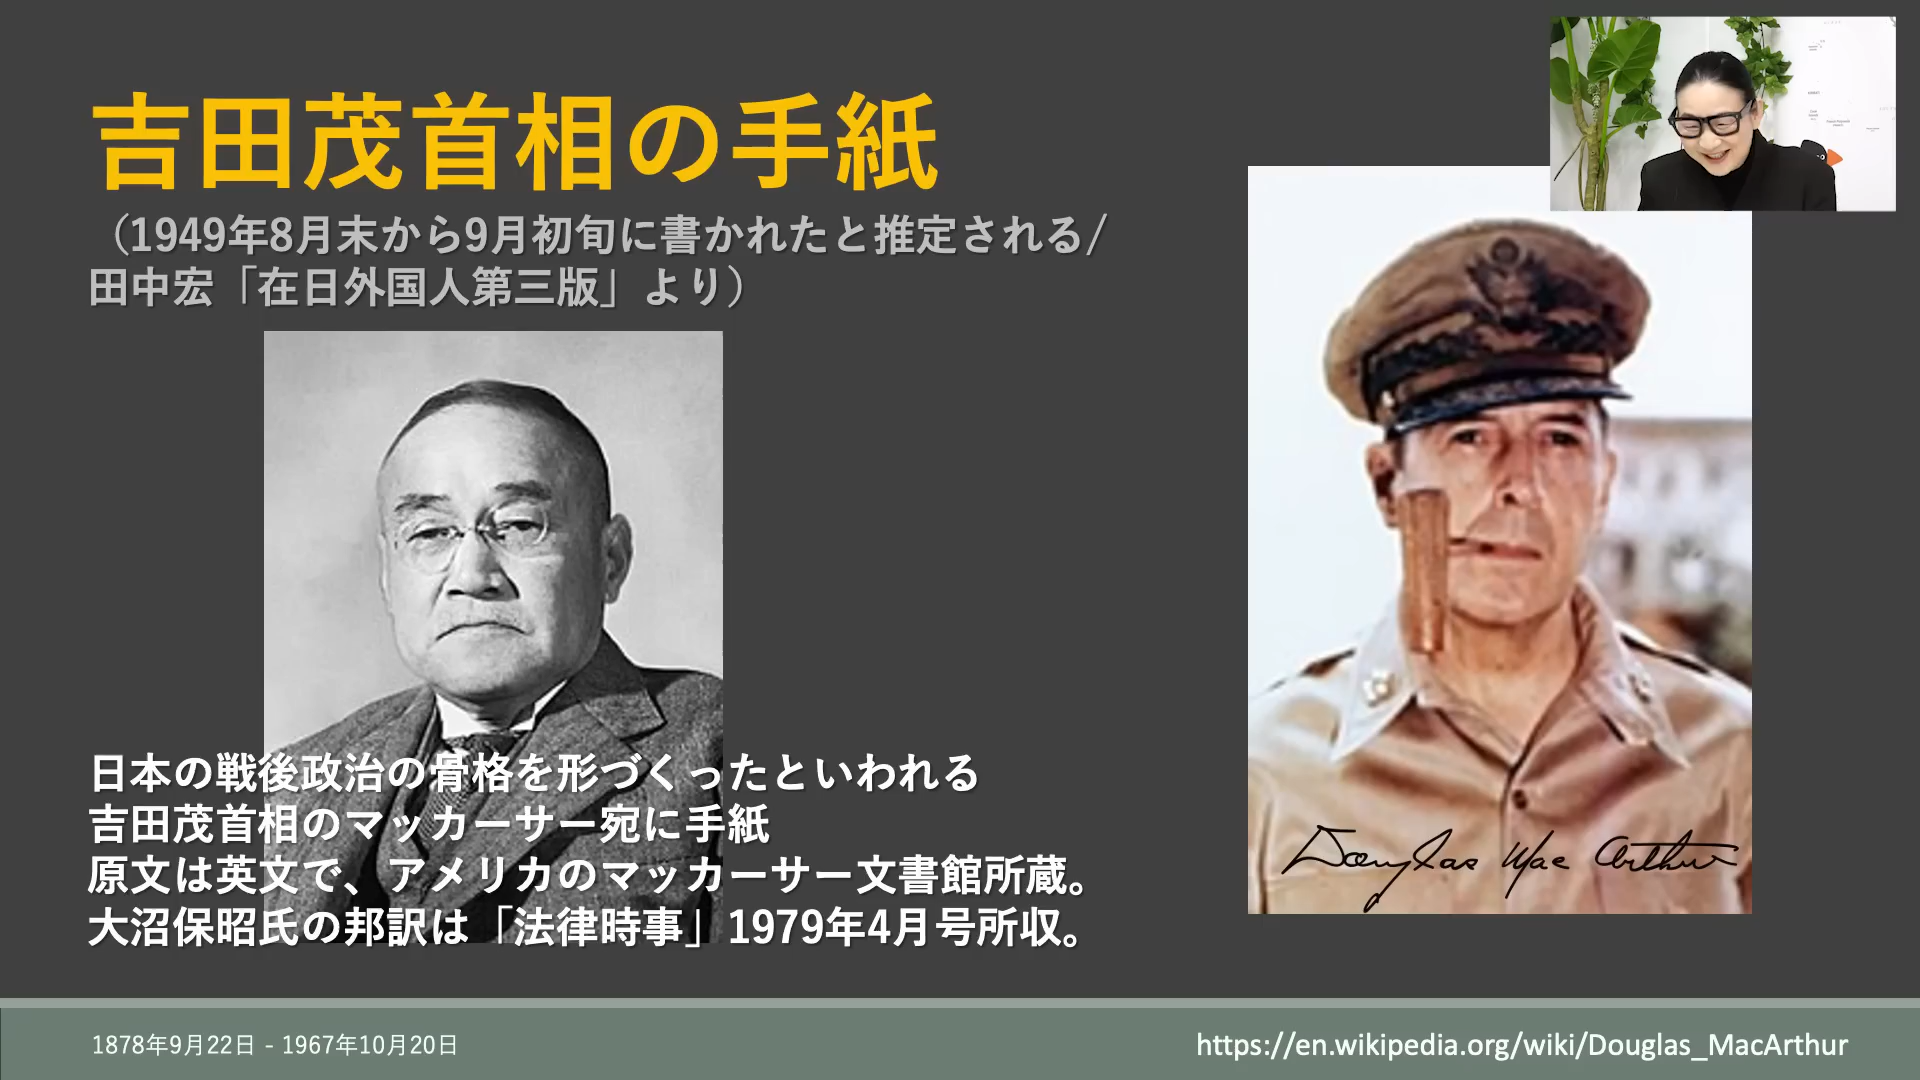 吉田茂首相の手紙
（1949年8月末から9月初旬に書かれたと推定される/
田中宏「在日外国人第三版」より）
日本の戦後政治の骨格を形づくったといわれる
吉田茂首相のマッカーサー宛に手紙
原文は英文で、アメリカのマッカーサー文書館所蔵。
大沼保昭氏の邦訳は「法律時事」1979年4月号所収。
Douglas MacArthur
1878年9月22日 - 1967年10月20日
https://en.wikipedia.org/wiki/Douglas_MacArthur